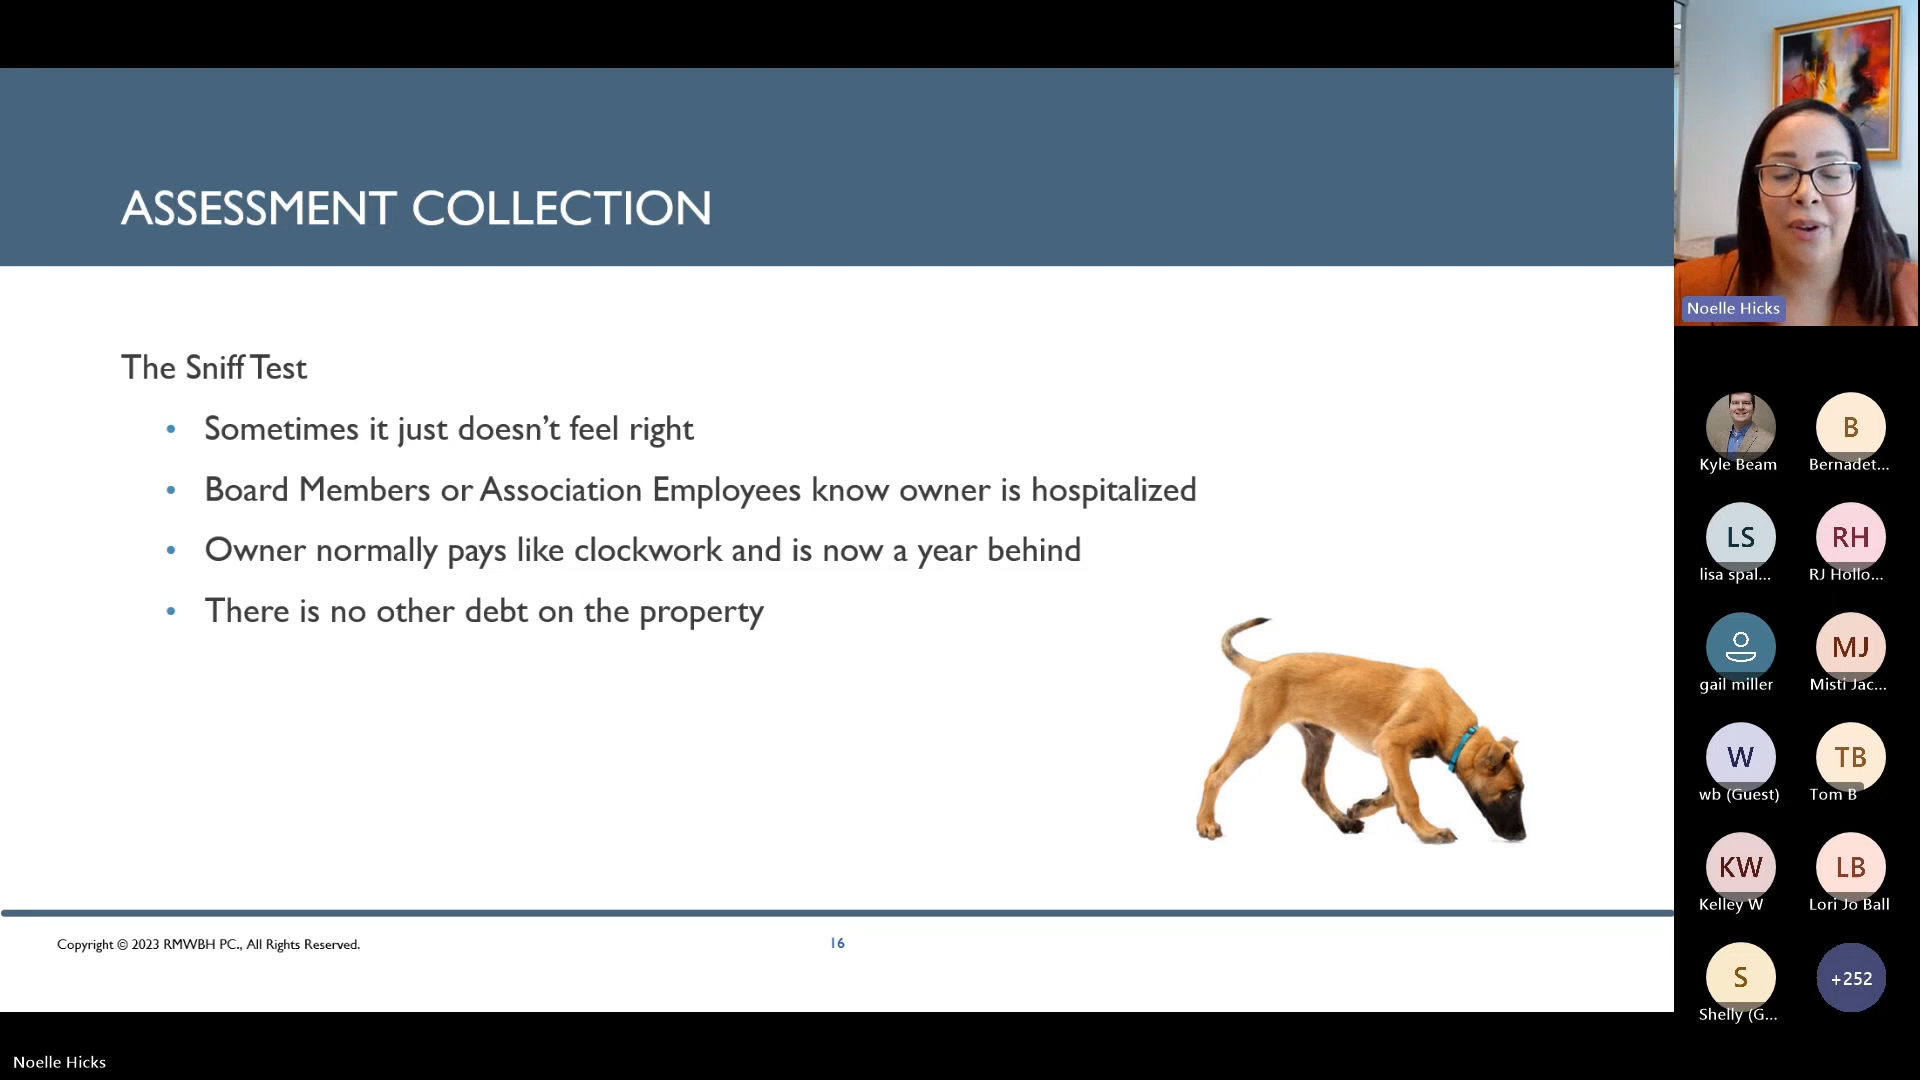 ASSESSMENT COLLECTION
The Sniff Test
• Sometimes it just doesn’t feel right
• Board Members or Association Employees know owner is hospitalized
• Owner normally pays like clockwork and is now a year behind
• There is no other debt on the property
Copyright © 2023 RMWBH PC., All Rights Reserved.
16
Noelle Hicks
Kyle Beam
B
Bernadet...
LS
lisa spal...
RH
RJ Hollo...
gail miller
MJ
Misti Jac...
W
wb (Guest)
TB
Tom B
KW
Kelley W
LB
Lori Jo Ball
S
Shelly (G...
+252
Noelle Hicks